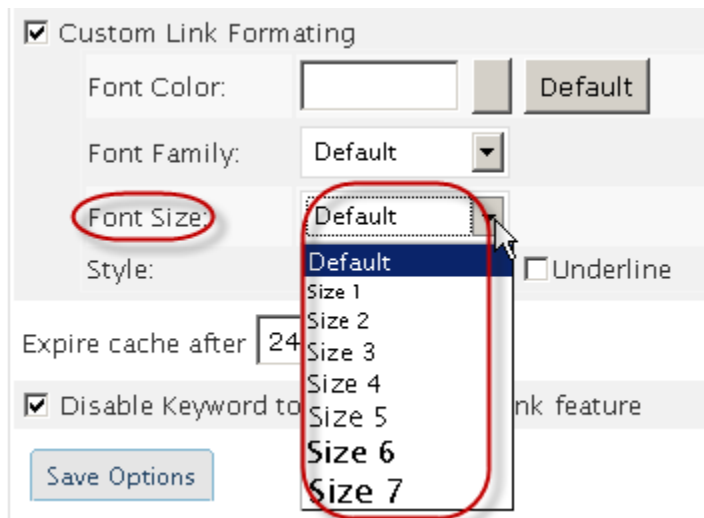 Custom Link Formating
Font Color: Default
Font Family: Default
Font Size: Default
Default
Style: Underline
Size 1
Size 2
Expire cache after 24
Size 3
Size 4
Disable Keyword to nk feature
Size 5
Size 6
Save Options
Size 7